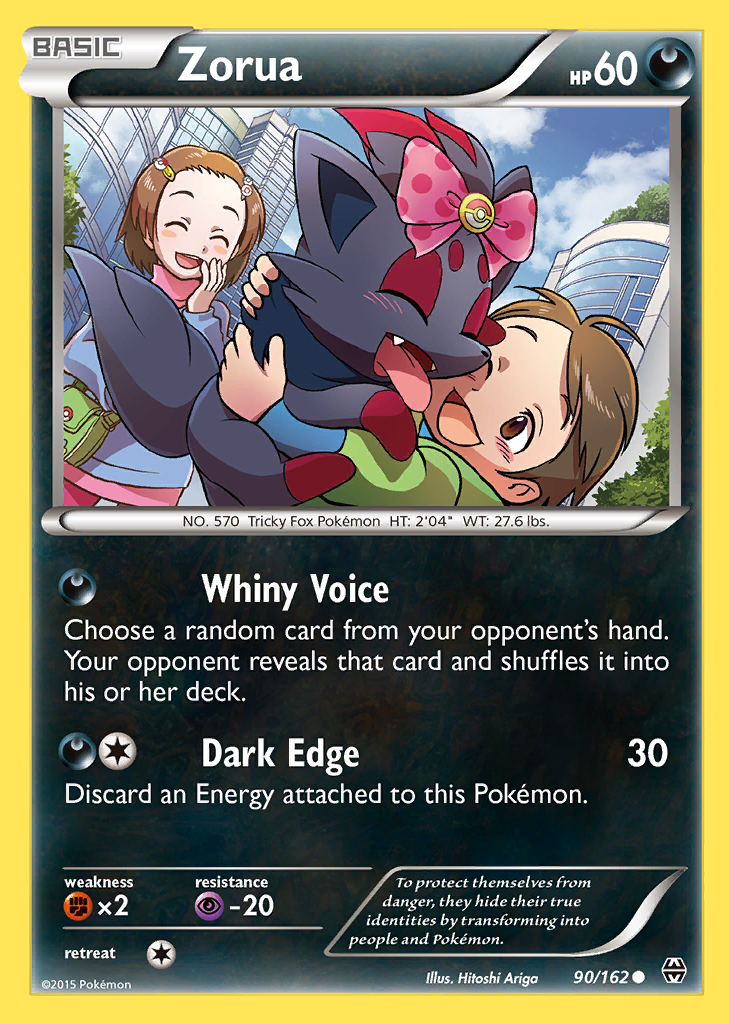 BASIC
Zorua
HP60
NO. 570 Tricky Fox Pokémon HT: 2'04" WT: 27.6 lbs.
Whiny Voice
Choose a random card from your opponent's hand.
Your opponent reveals that card and shuffles it into
his or her deck.
Dark Edge 30
Discard an Energy attached to this Pokémon.
weakness resistance
×2 -20
To protect themselves from
danger, they hide their true
identities by transforming into
people and Pokémon.
retreat
©2015 Pokémon
Illus. Hitoshi Ariga 90/162